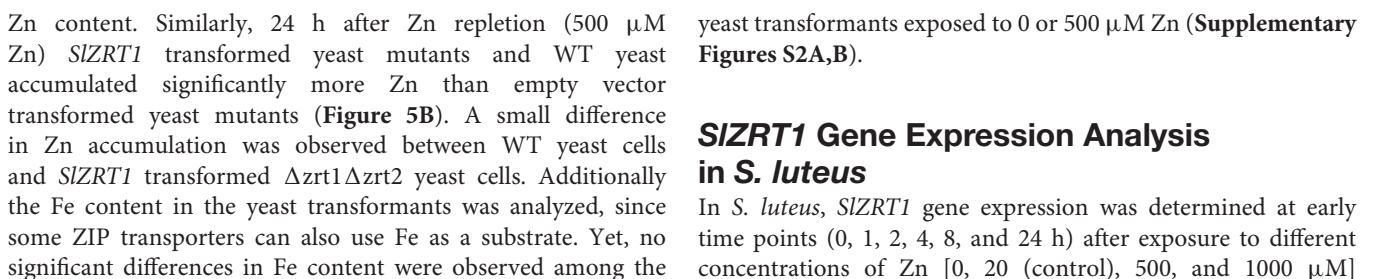 Zn content. Similarly, 24 h after Zn repletion (500 μM
Zn) SlZRT1 transformed yeast mutants and WT yeast
accumulated significantly more Zn than empty vector
transformed yeast mutants (Figure 5B). A small difference
in Zn accumulation was observed between WT yeast cells
and SlZRT1 transformed Δzrt1Δzrt2 yeast cells. Additionally
the Fe content in the yeast transformants was analyzed, since
some ZIP transporters can also use Fe as a substrate. Yet, no
significant differences in Fe content were observed among the
yeast transformants exposed to 0 or 500 μM Zn (Supplementary
Figures S2A,B).
SlZRT1 Gene Expression Analysis
in S. luteus
In S. luteus, SlZRT1 gene expression was determined at early
time points (0, 1, 2, 4, 8, and 24 h) after exposure to different
concentrations of Zn [0, 20 (control), 500, and 1000 μM]